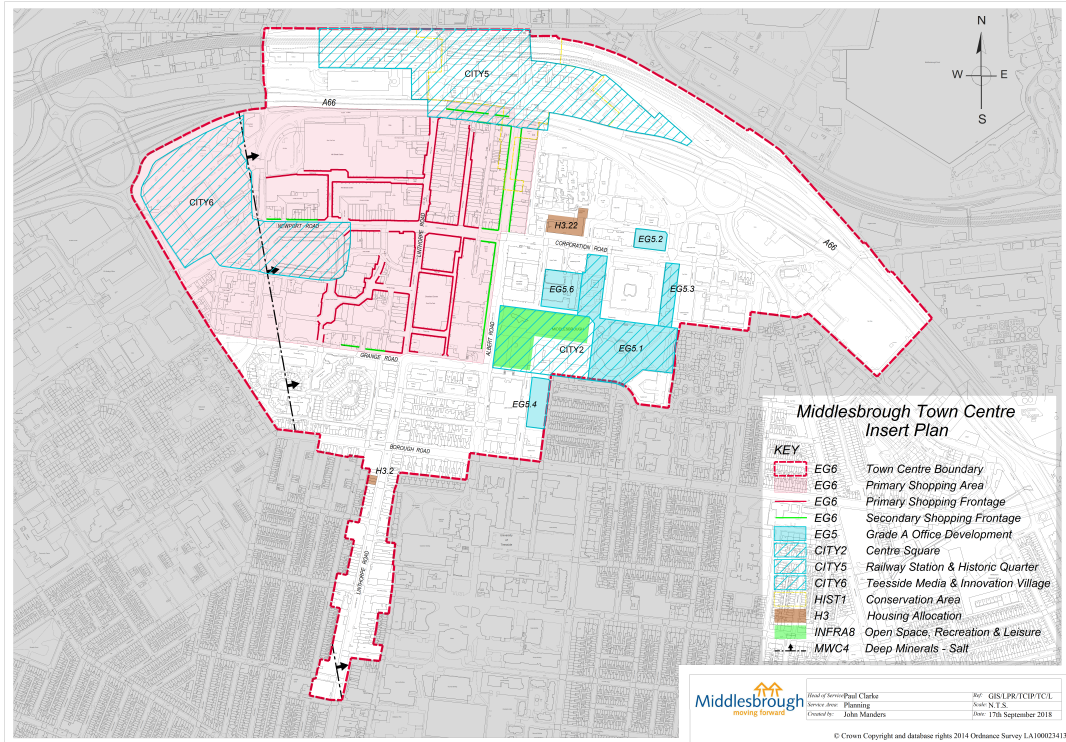 N
W E
S
CITY5
A66
CITY6
NEWPORT ROAD
LINTHORPE ROAD
H3.22
CORPORATION ROAD
EG5.2
A66
EG5.6
EG5.3
ALBERT ROAD
CITY2
EG5.1
GRANGE ROAD
EG5.4
BOROUGH ROAD
H3.2
LINTHORPE ROAD
Middlesbrough Town Centre
Insert Plan
KEY
EG6 Town Centre Boundary
EG6 Primary Shopping Area
EG6 Primary Shopping Frontage
EG6 Secondary Shopping Frontage
EG5 Grade A Office Development
CITY2 Centre Square
CITY5 Railway Station & Historic Quarter
CITY6 Teesside Media & Innovation Village
HIST1 Conservation Area
H3 Housing Allocation
INFRA8 Open Space, Recreation & Leisure
MWC4 Deep Minerals - Salt
Middlesbrough
moving forward
Head of Service Paul Clarke Ref: GIS/LPR/TCIP/TC/L
Service Area: Planning Scale: N.T.S.
Created by: John Manders Date: 17th September 2018
© Crown Copyright and database rights 2014 Ordnance Survey LA100023413